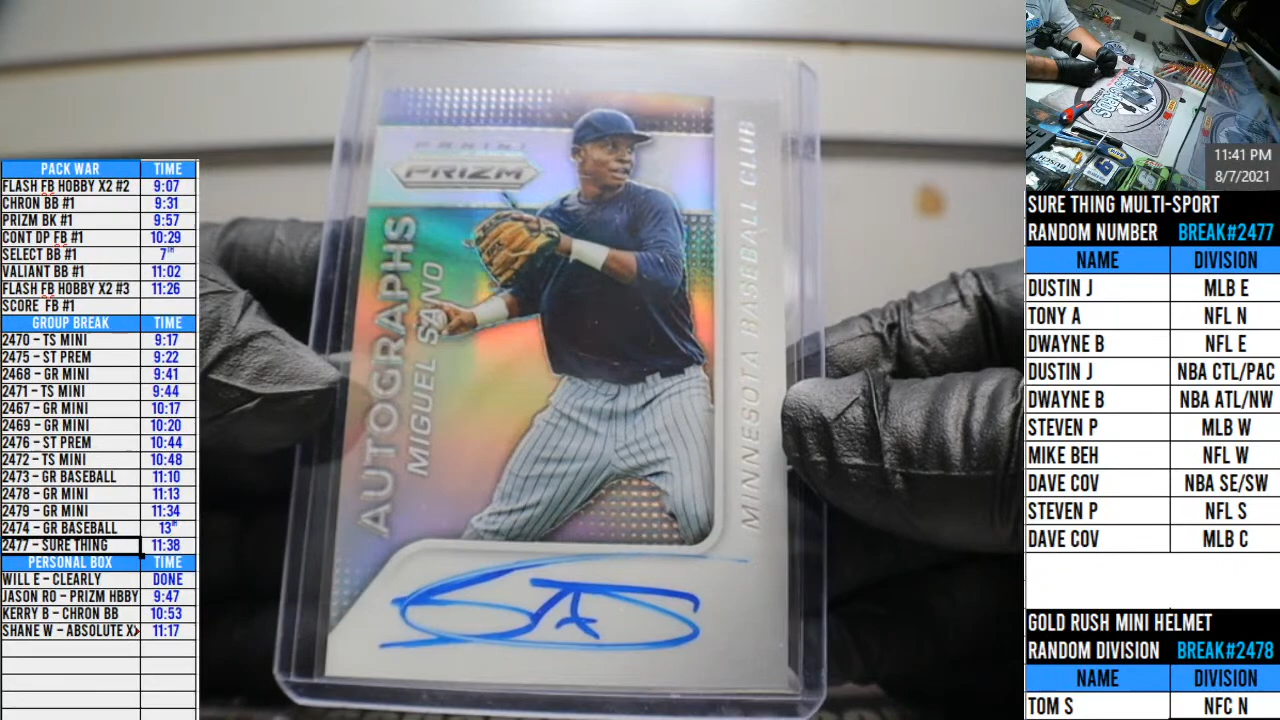 PACK WAR TIME
FLASH FB HOBBY X2 #2 9:07
CHRON BB #1 9:31
PRIZM BK #1 9:57
CONT DP FB #1 10:29
SELECT BB #1 7TH
VALIANT BB #1 11:02
FLASH FB HOBBY X2 #3 11:26
SCORE FB #1
GROUP BREAK TIME
2470 – TS MINI 9:17
2475 – ST PREM 9:22
2468 – GR MINI 9:41
2471 – TS MINI 9:44
2467 – GR MINI 10:17
2469 – GR MINI 10:20
2476 – ST PREM 10:44
2472 – TS MINI 10:48
2473 – GR BASEBALL 11:10
2478 – GR MINI 11:13
2479 – GR MINI 11:34
2474 – GR BASEBALL 13TH
2477 – SURE THING 11:38
PERSONAL BOX TIME
WILL E – CLEARLY DONE
JASON RO – PRIZM HBBY 9:47
KERRY B – CHRON BB 10:53
SHANE W – ABSOLUTE X 11:17
PANINI
PRIZM
AUTOGRAPHS
MIGUEL SANO
MINNESOTA BASEBALL CLUB
11:41 PM
8/7/2021
SURE THING MULTI-SPORT
RANDOM NUMBER BREAK#2477
NAME DIVISION
DUSTIN J MLB E
TONY A NFL N
DWAYNE B NFL E
DUSTIN J NBA CTL/PAC
DWAYNE B NBA ATL/NW
STEVEN P MLB W
MIKE BEH NFL W
DAVE COV NBA SE/SW
STEVEN P NFL S
DAVE COV MLB C
GOLD RUSH MINI HELMET
RANDOM DIVISION BREAK#2478
NAME DIVISION
TOM S NFC N